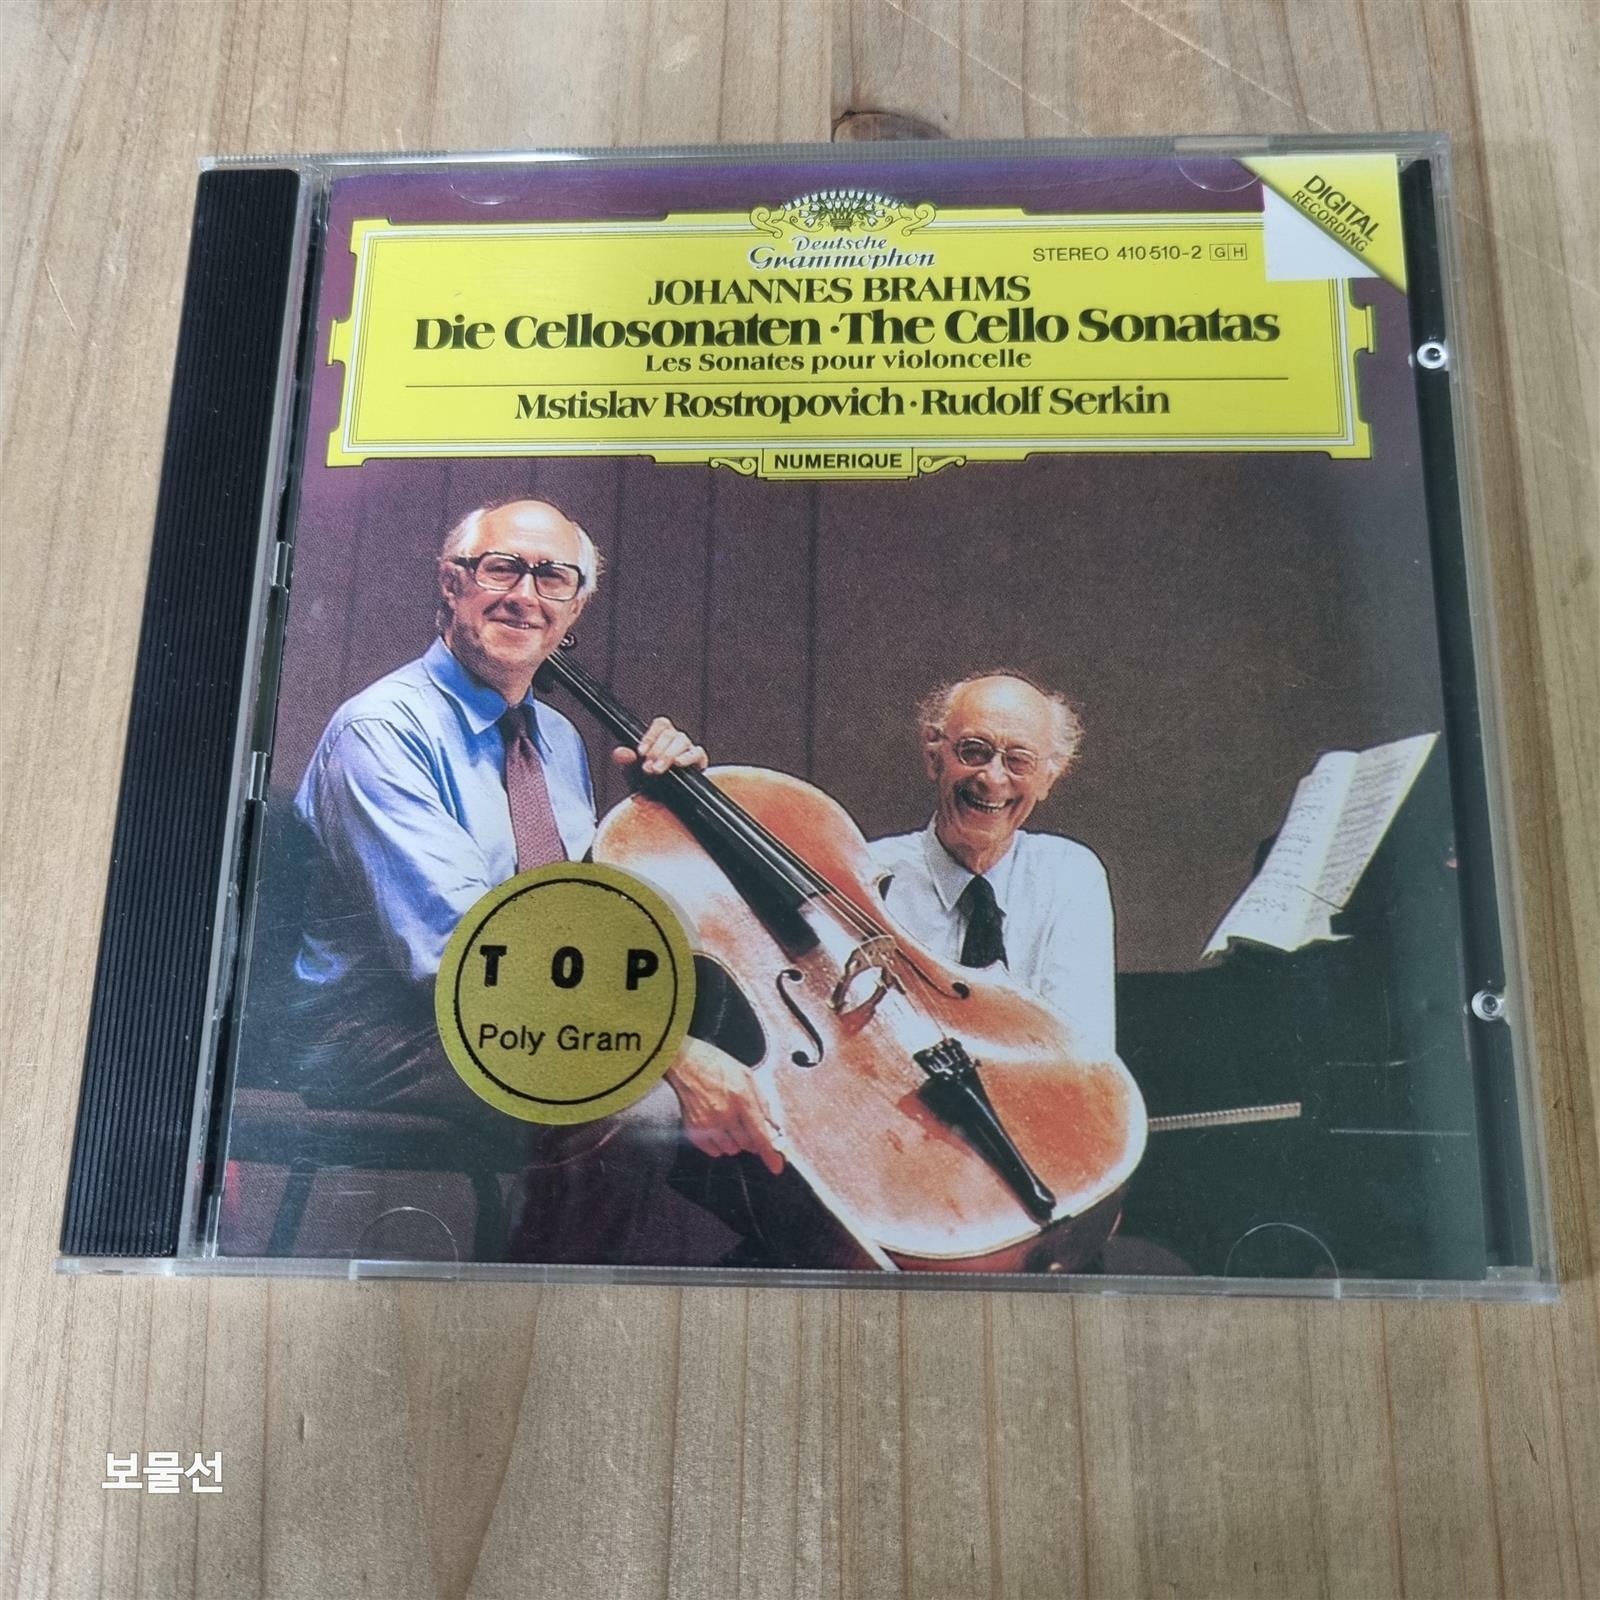 DIGITAL
RECORDING
Deutsche
Grammophon
STEREO 410 510-2 GH
JOHANNES BRAHMS
Die Cellosonaten · The Cello Sonatas
Les Sonates pour violoncelle
Mstislav Rostropovich · Rudolf Serkin
NUMERIQUE
TOP
Poly Gram
보물선